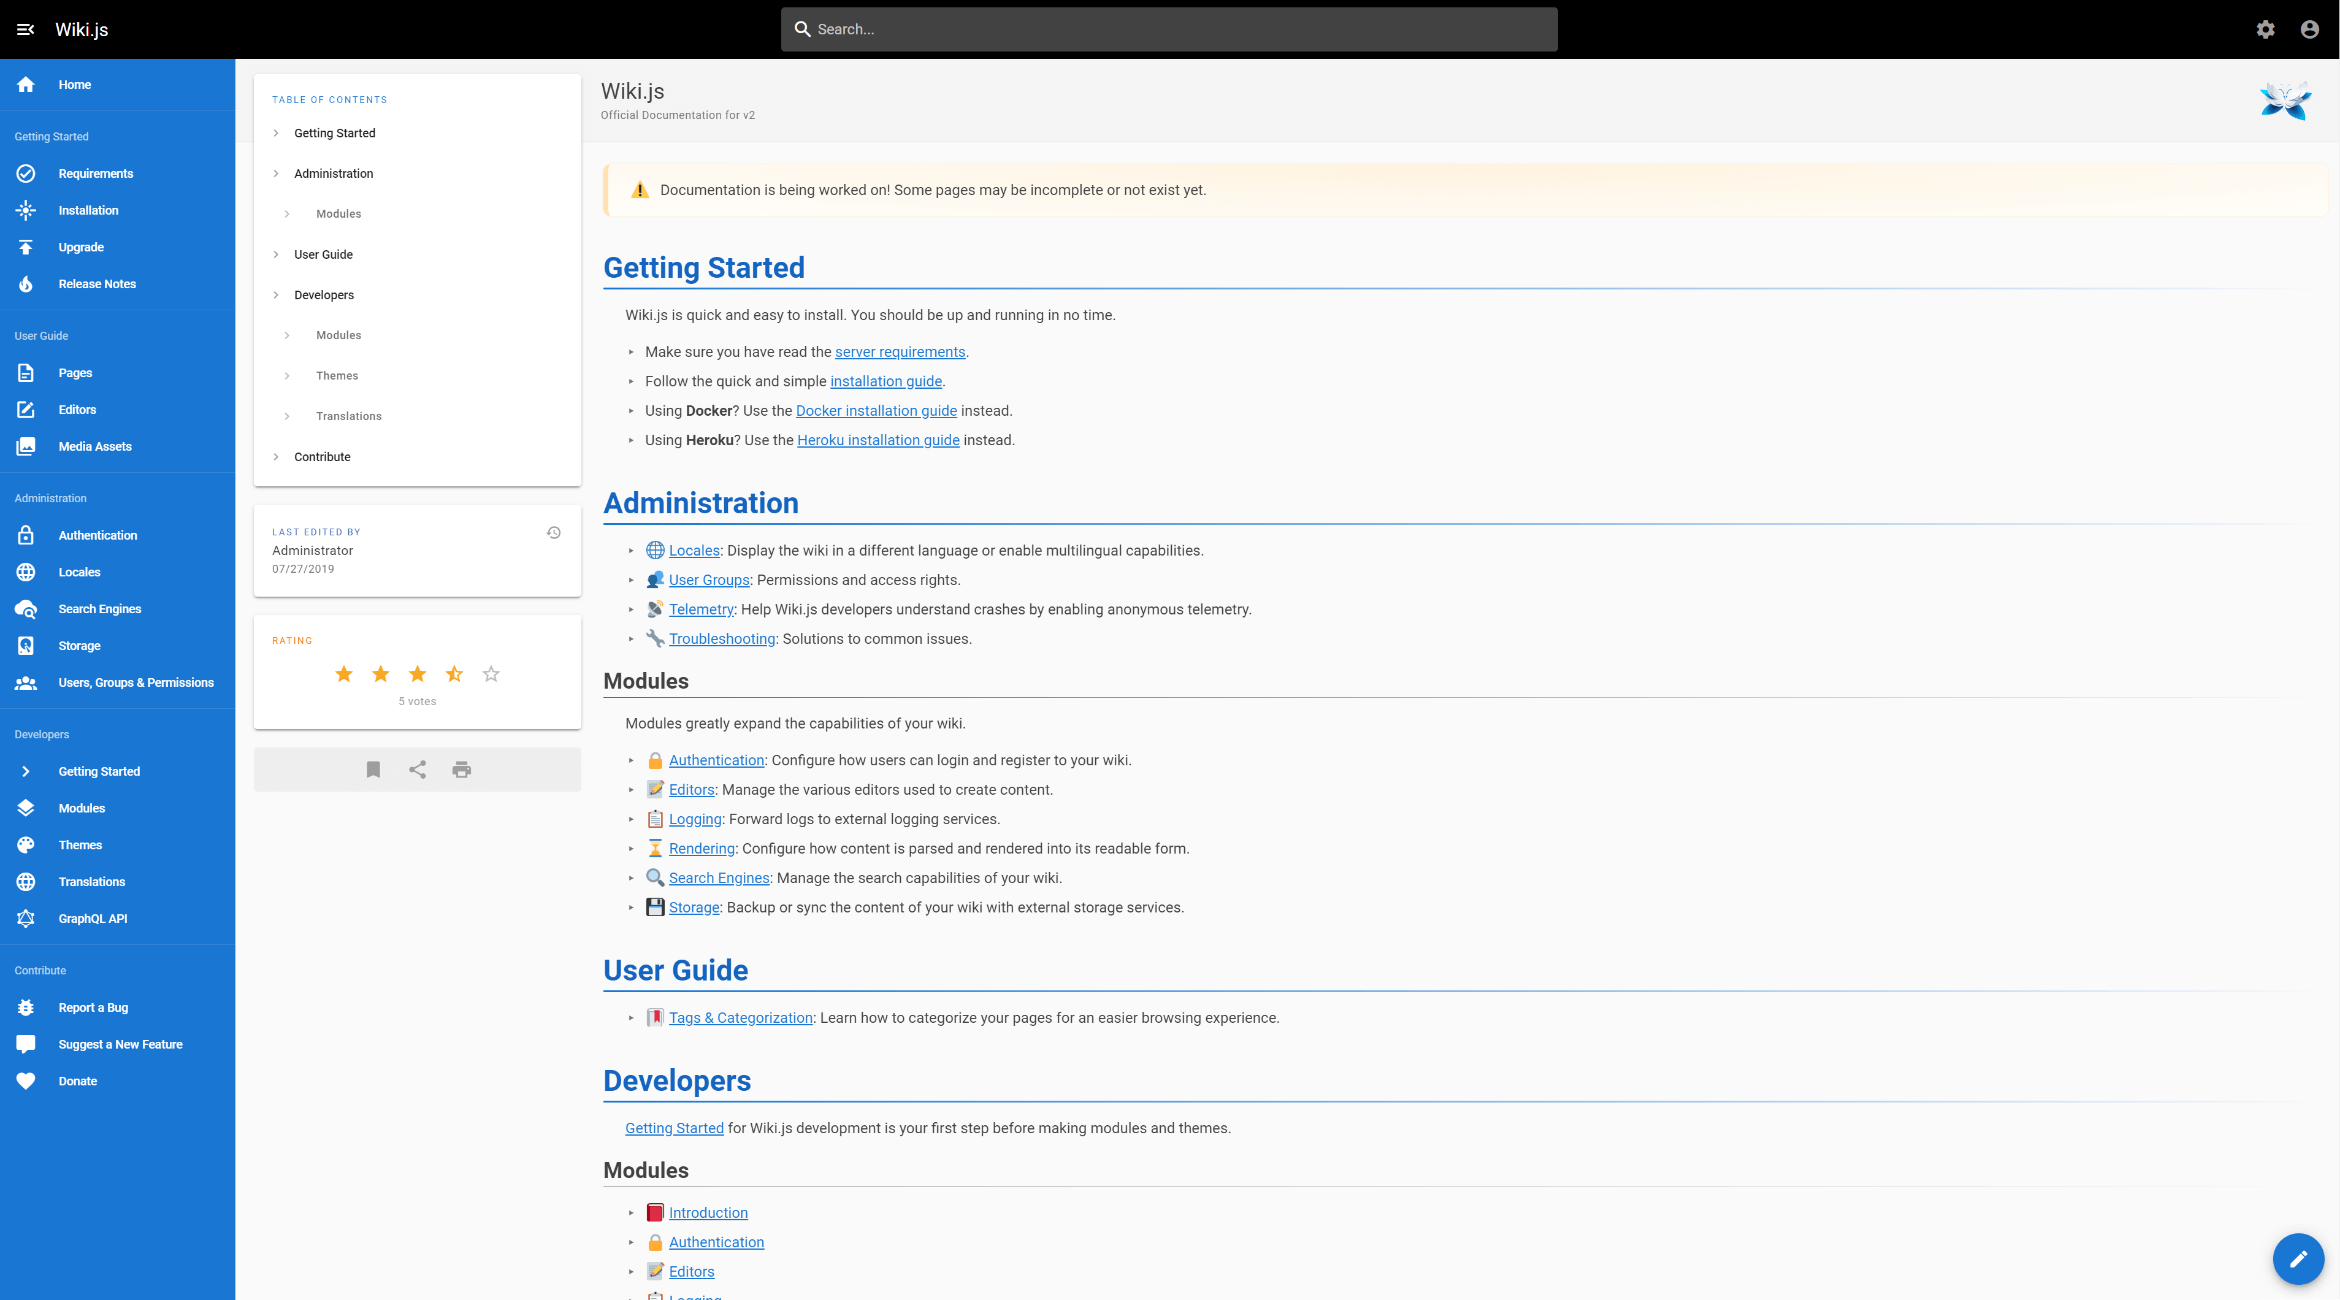 Wiki.js
Search...
Home
Getting Started
Requirements
Installation
Upgrade
Release Notes
User Guide
Pages
Editors
Media Assets
Administration
Authentication
Locales
Search Engines
Storage
Users, Groups & Permissions
Developers
Getting Started
Modules
Themes
Translations
GraphQL API
Contribute
Report a Bug
Suggest a New Feature
Donate
TABLE OF CONTENTS
Getting Started
Administration
Modules
User Guide
Developers
Modules
Themes
Translations
Contribute
LAST EDITED BY
Administrator
07/27/2019
RATING
5 votes
Wiki.js
Official Documentation for v2
Documentation is being worked on! Some pages may be incomplete or not exist yet.
Getting Started
Wiki.js is quick and easy to install. You should be up and running in no time.
Make sure you have read the server requirements.
Follow the quick and simple installation guide.
Using Docker? Use the Docker installation guide instead.
Using Heroku? Use the Heroku installation guide instead.
Administration
Locales: Display the wiki in a different language or enable multilingual capabilities.
User Groups: Permissions and access rights.
Telemetry: Help Wiki.js developers understand crashes by enabling anonymous telemetry.
Troubleshooting: Solutions to common issues.
Modules
Modules greatly expand the capabilities of your wiki.
Authentication: Configure how users can login and register to your wiki.
Editors: Manage the various editors used to create content.
Logging: Forward logs to external logging services.
Rendering: Configure how content is parsed and rendered into its readable form.
Search Engines: Manage the search capabilities of your wiki.
Storage: Backup or sync the content of your wiki with external storage services.
User Guide
Tags & Categorization: Learn how to categorize your pages for an easier browsing experience.
Developers
Getting Started for Wiki.js development is your first step before making modules and themes.
Modules
Introduction
Authentication
Editors
Logging